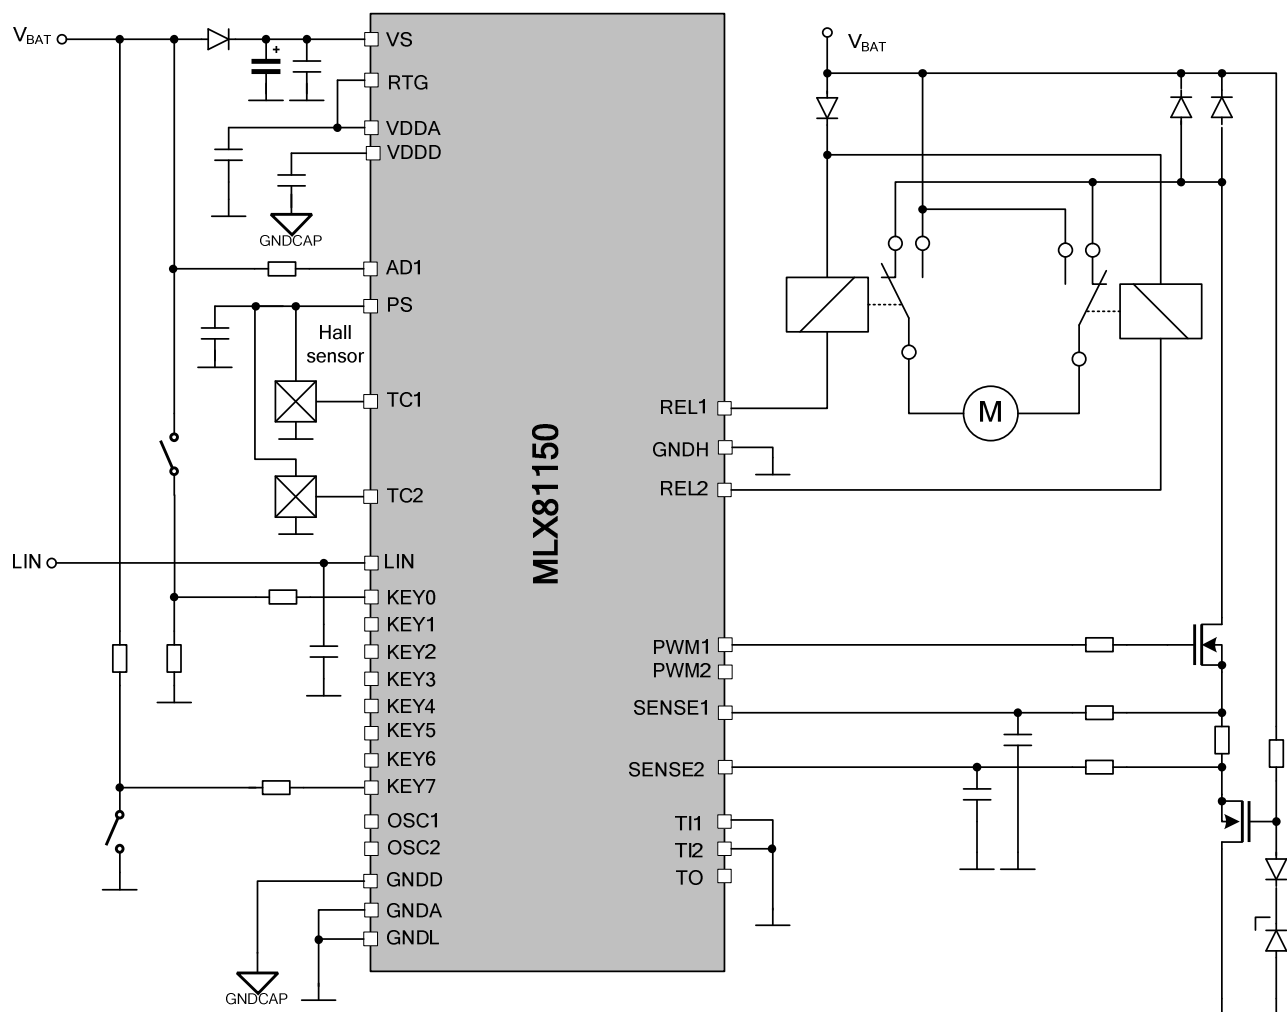 VBAT
VS
+
RTG
VDDA
VDDD
GNDCAP
AD1
PS
Hall
sensor
TC1
TC2
LIN
LIN
KEY0
KEY1
KEY2
KEY3
KEY4
KEY5
KEY6
KEY7
OSC1
OSC2
GNDD
GNDA
GNDL
GNDCAP
MLX81150
VBAT
REL1
M
GNDH
REL2
PWM1
PWM2
SENSE1
SENSE2
TI1
TI2
TO